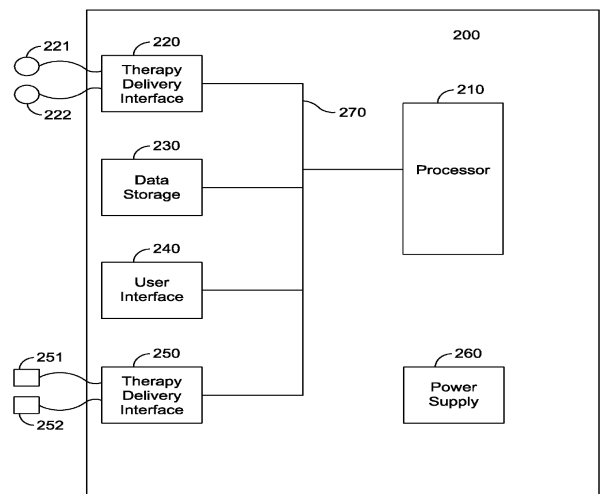 200
221
222
220
Therapy
Delivery
Interface
270
210
Processor
230
Data
Storage
240
User
Interface
251
252
250
Therapy
Delivery
Interface
260
Power
Supply